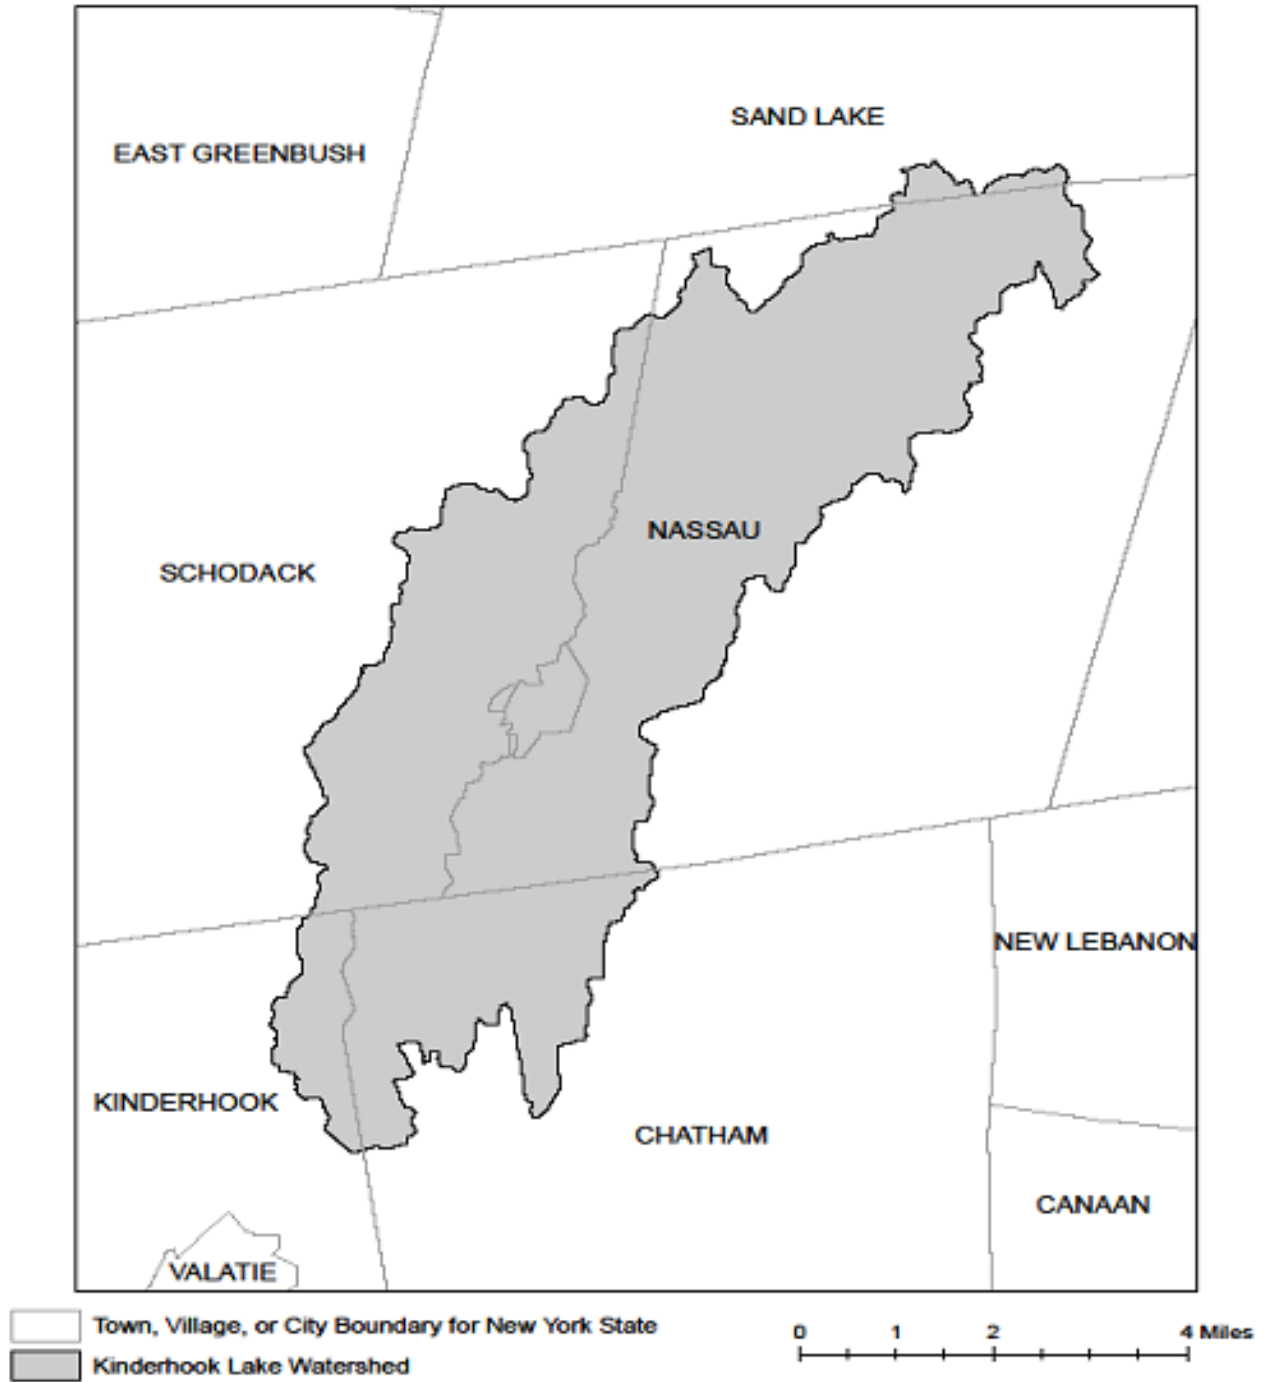 SAND LAKE
EAST GREENBUSH
NASSAU
SCHODACK
NEW LEBANON
KINDERHOOK
CHATHAM
CANAAN
VALATIE
Town, Village, or City Boundary for New York State
Kinderhook Lake Watershed
0 1 2 4 Miles